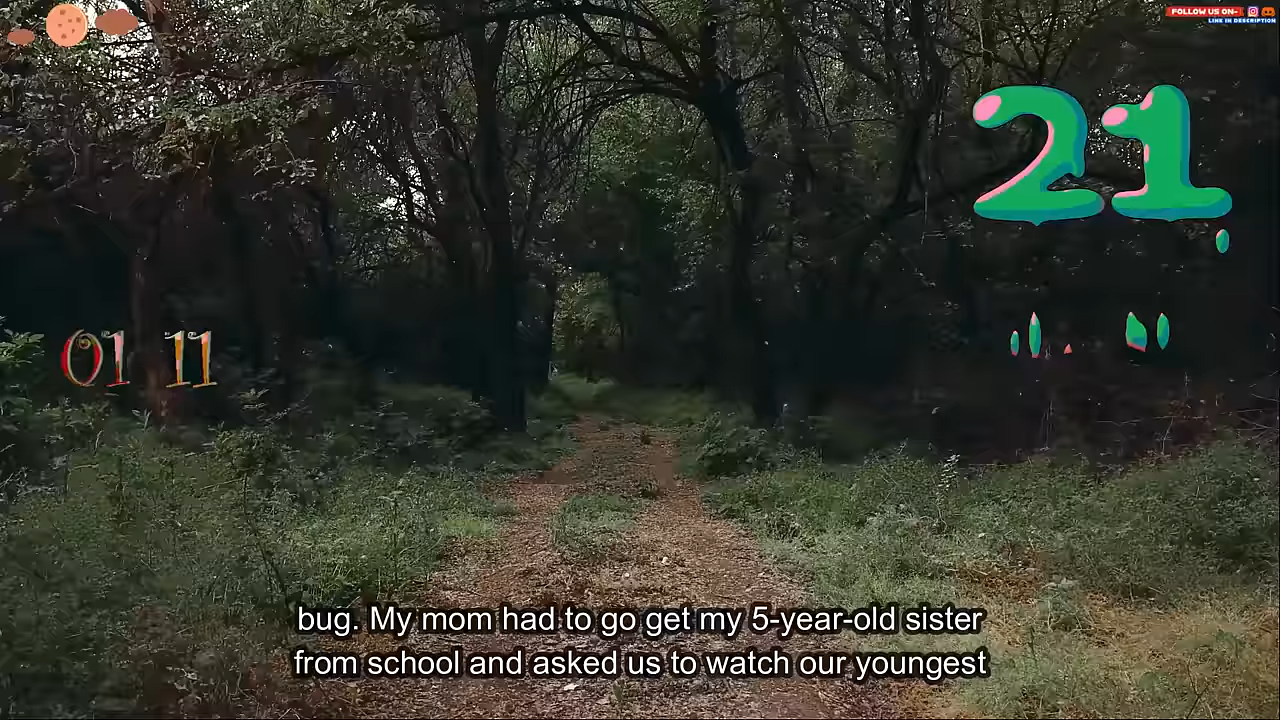 FOLLOW US ON-
LINK IN DESCRIPTION
21
01 11
bug. My mom had to go get my 5-year-old sister
from school and asked us to watch our youngest